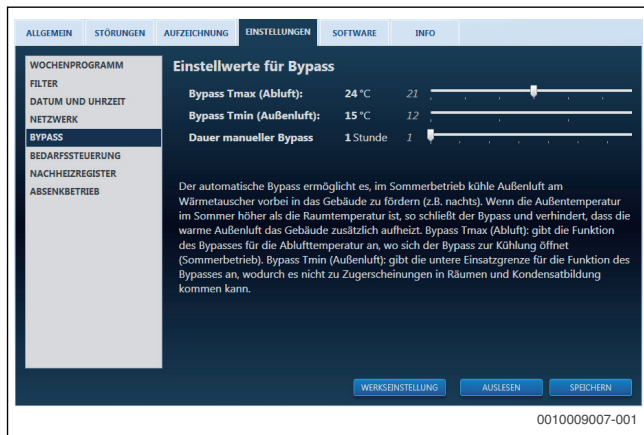 ALLGEMEIN STÖRUNGEN AUFZEICHNUNG EINSTELLUNGEN SOFTWARE INFO
WOCHENPROGRAMM
FILTER
DATUM UND UHRZEIT
NETZWERK
BYPASS
BEDARFSSTEUERUNG
NACHHEIZREGISTER
ABSENKBETRIEB
Einstellwerte für Bypass
Bypass Tmax (Abluft): 24 °C 21
Bypass Tmin (Außenluft): 15 °C 12
Dauer manueller Bypass 1 Stunde 1
Der automatische Bypass ermöglicht es, im Sommerbetrieb kühle Außenluft am
Wärmetauscher vorbei in das Gebäude zu fördern (z.B. nachts). Wenn die Außentemperatur
im Sommer höher als die Raumtemperatur ist, so schließt der Bypass und verhindert, dass die
warme Außenluft das Gebäude zusätzlich aufheizt. Bypass Tmax (Abluft): gibt die Funktion
des Bypasses für die Ablufttemperatur an, wo sich der Bypass zur Kühlung öffnet
(Sommerbetrieb). Bypass Tmin (Außenluft): gibt die untere Einsatzgrenze für die Funktion des
Bypasses an, wodurch es nicht zu Zugerscheinungen in Räumen und Kondensatbildung
kommen kann.
WERKSEINSTELLUNG AUSLESEN SPEICHERN
0010009007-001